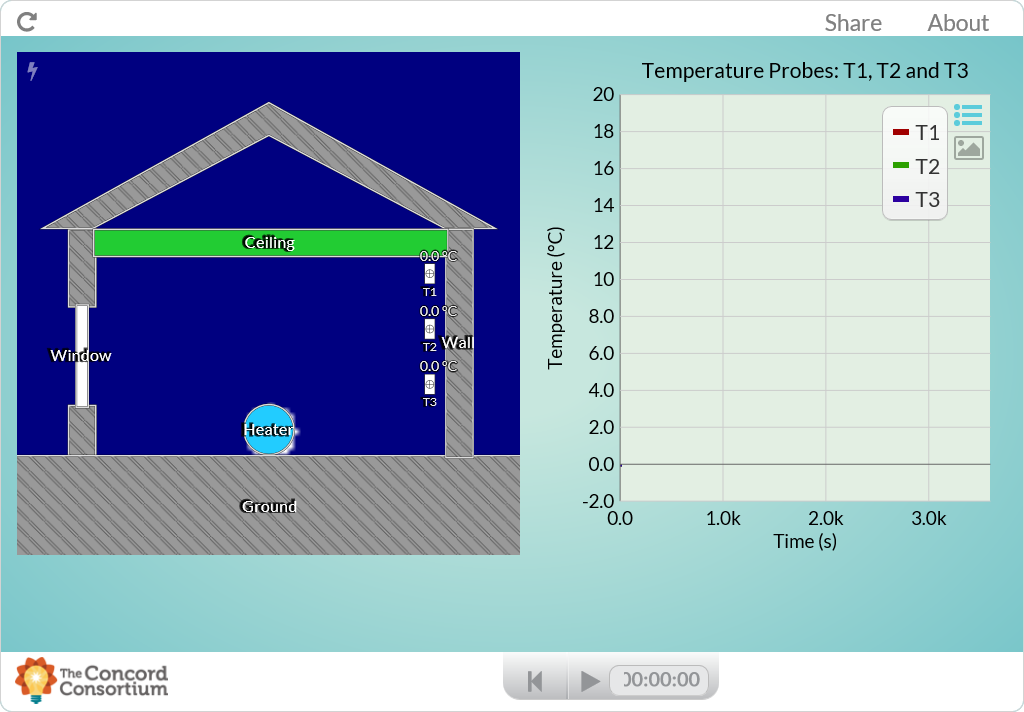 Share About
Temperature Probes: T1, T2 and T3
20
18
16
14
12
10
8.0
6.0
4.0
2.0
0.0
-2.0
Temperature (°C)
T1
T2
T3
0.0 1.0k 2.0k 3.0k
Time (s)
Ceiling
0.0 °C
T1
0.0 °C
T2
Wall
Window
0.0 °C
T3
Heater
Ground
The Concord
Consortium
00:00:00